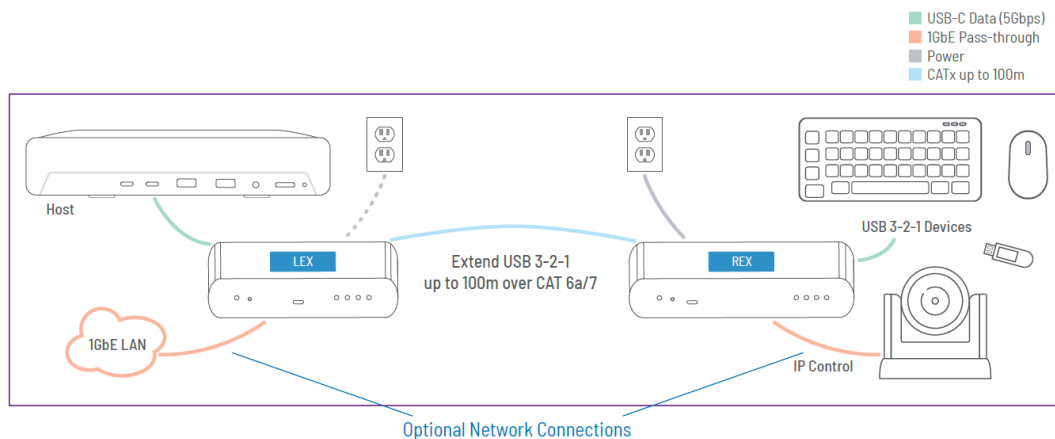 USB-C Data (5Gbps)
1GbE Pass-through
Power
CATx up to 100m
Host
USB 3-2-1 Devices
LEX
Extend USB 3-2-1
up to 100m over CAT 6a/7
REX
1GbE LAN
IP Control
Optional Network Connections